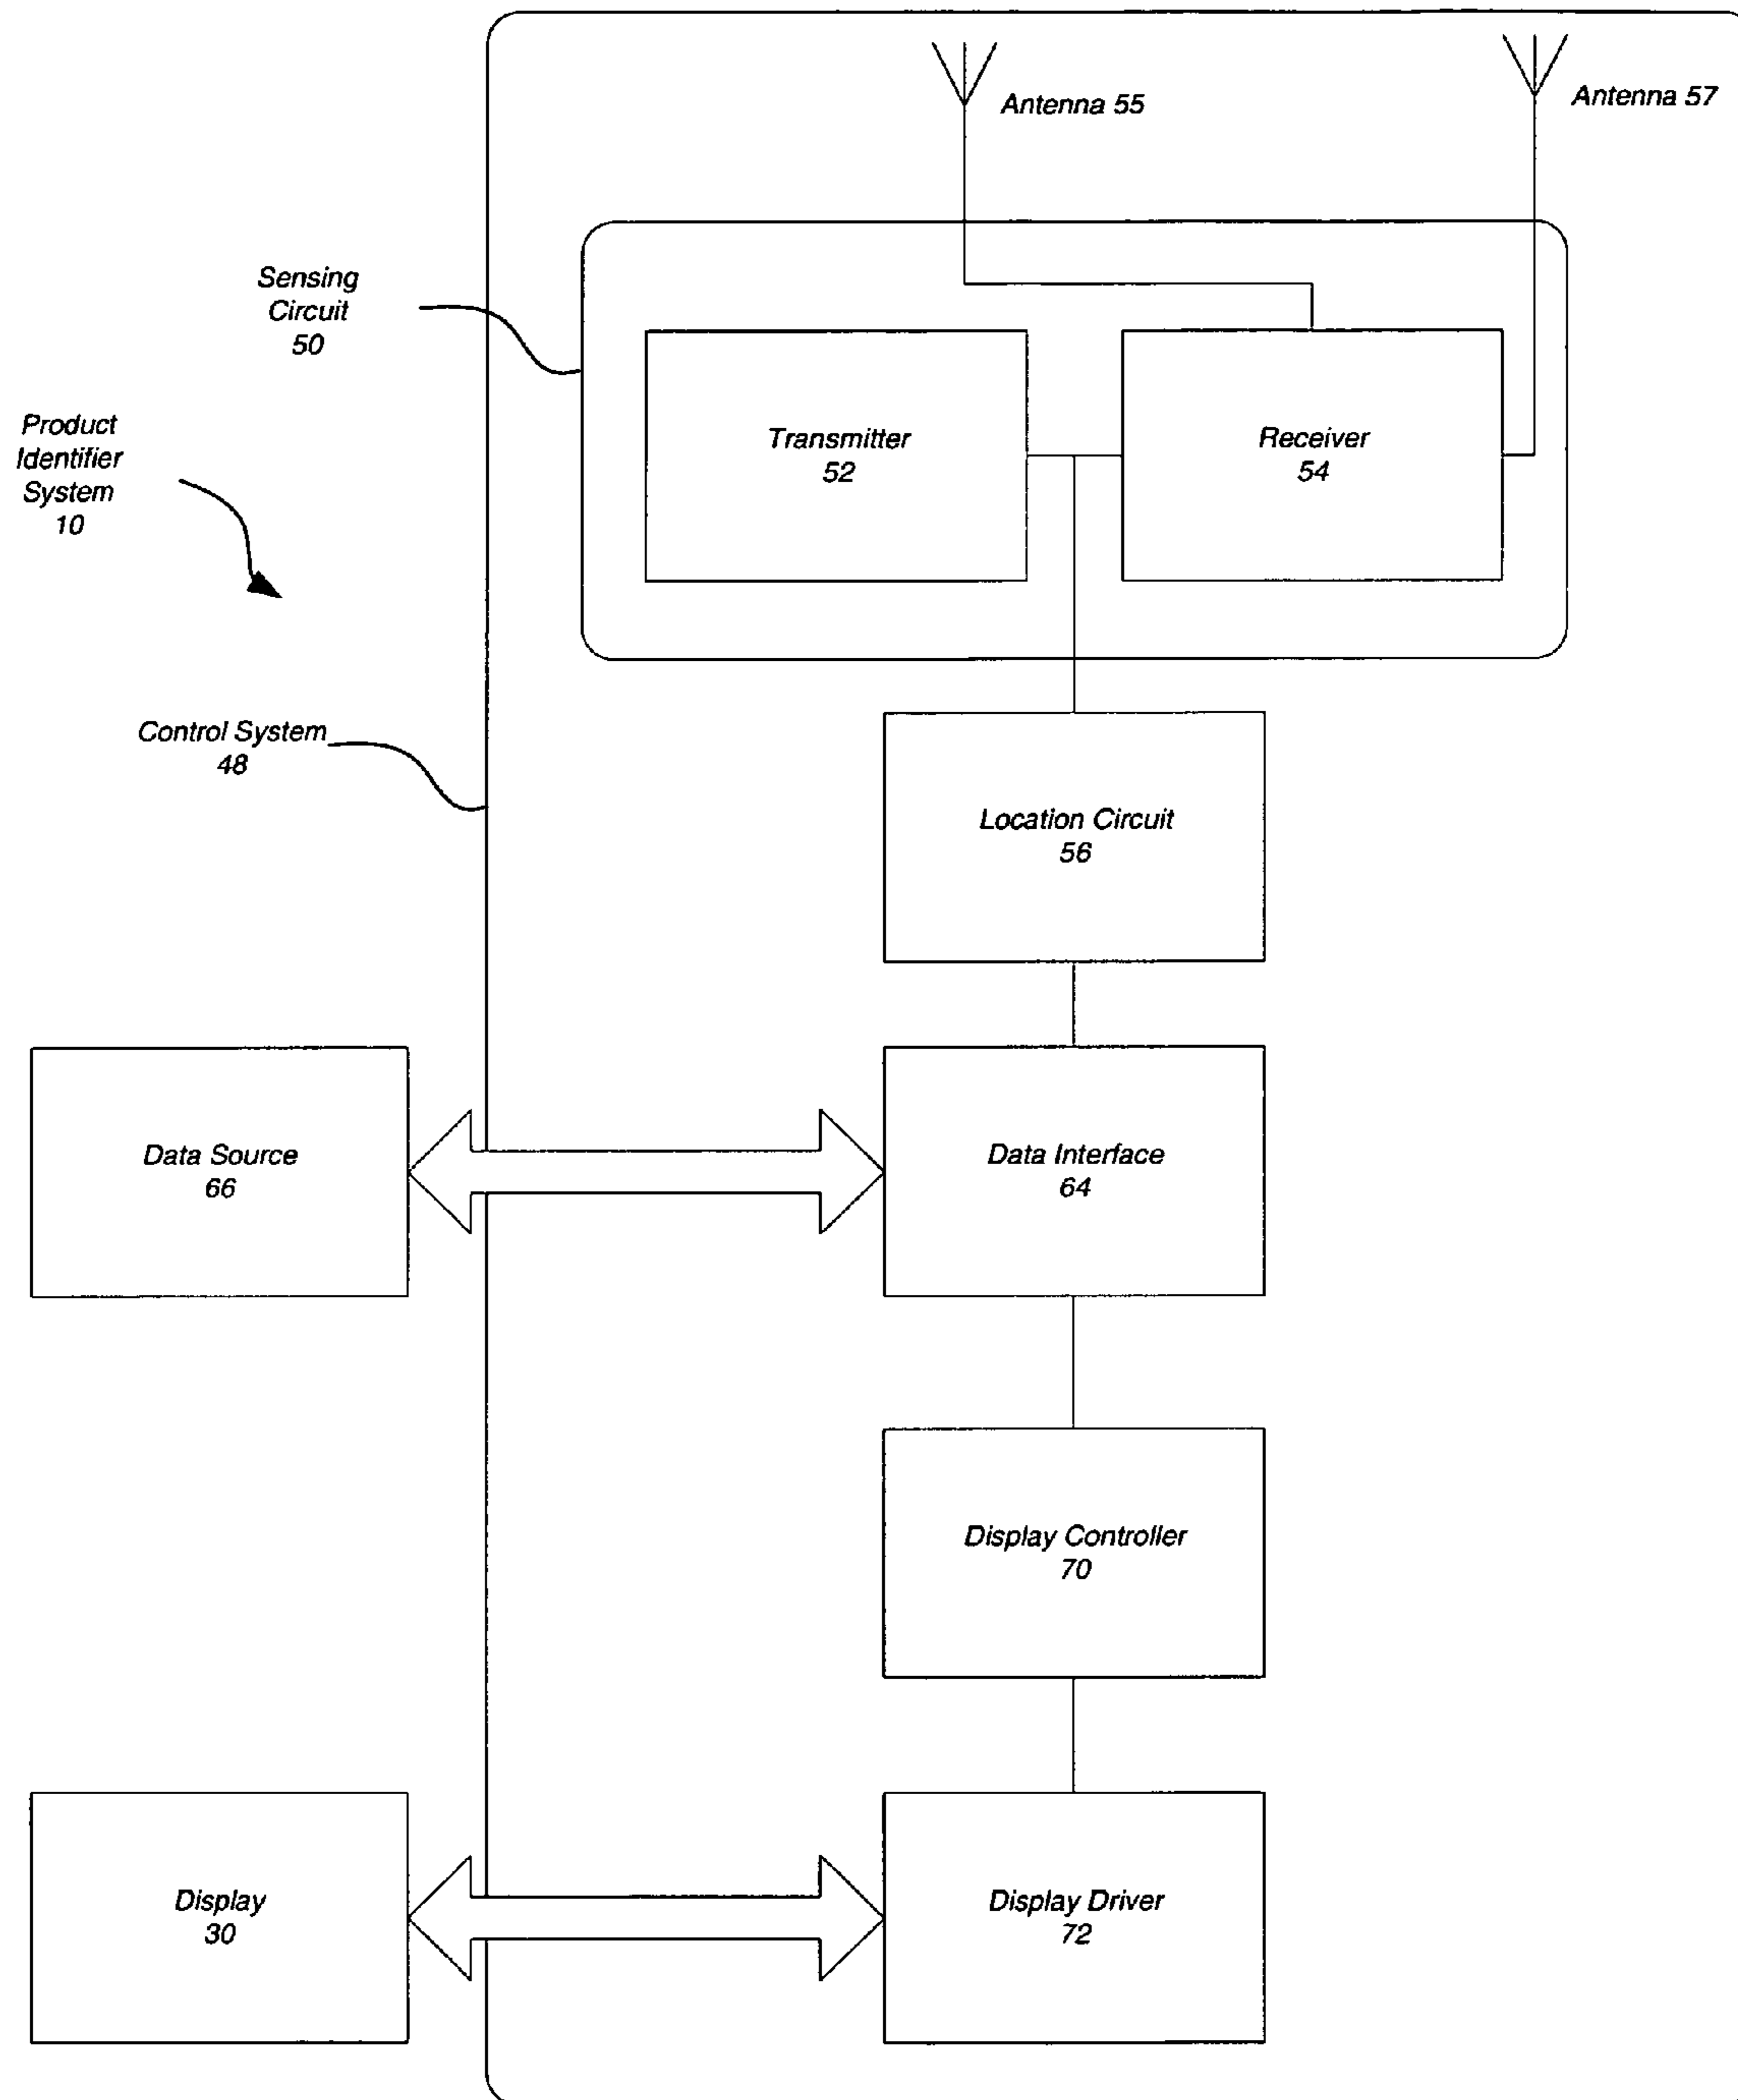 Antenna 55
Antenna 57
Sensing
Circuit
50
Transmitter
52
Receiver
54
Product
Identifier
System
10
Control System
48
Location Circuit
56
Data Source
66
Data Interface
64
Display Controller
70
Display
30
Display Driver
72